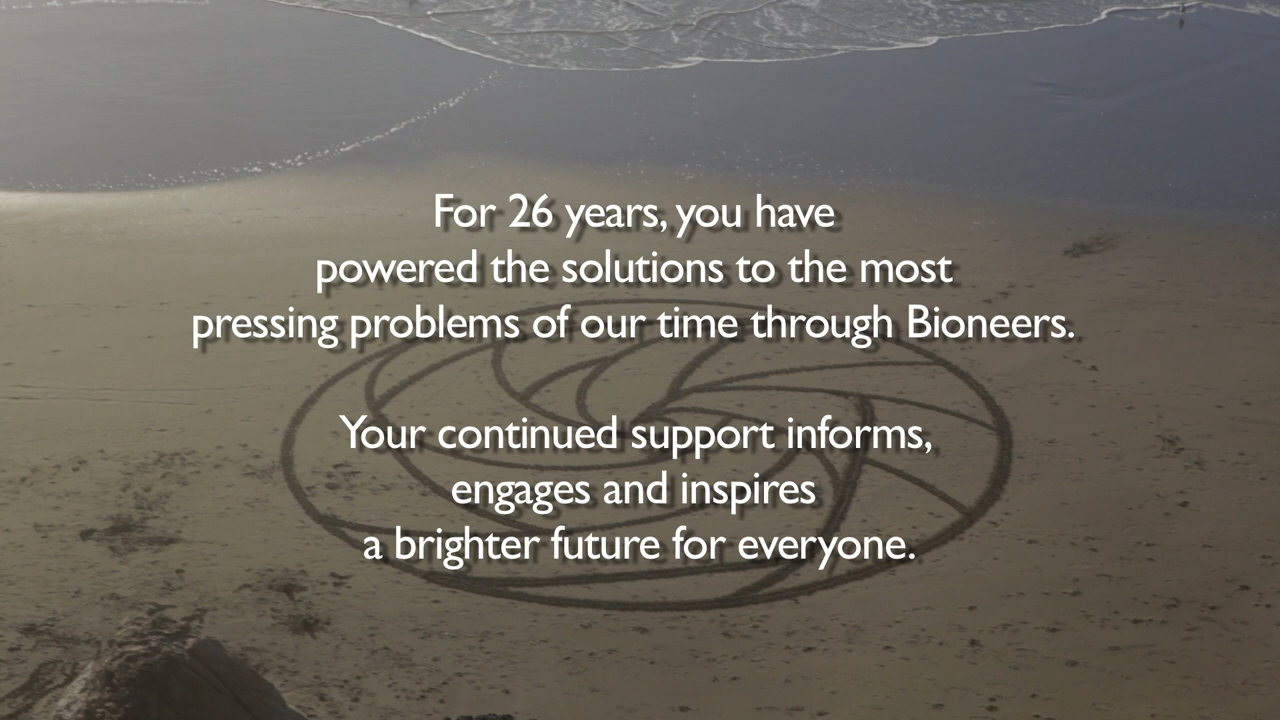 For 26 years, you have
powered the solutions to the most
pressing problems of our time through Bioneers.
Your continued support informs,
engages and inspires
a brighter future for everyone.